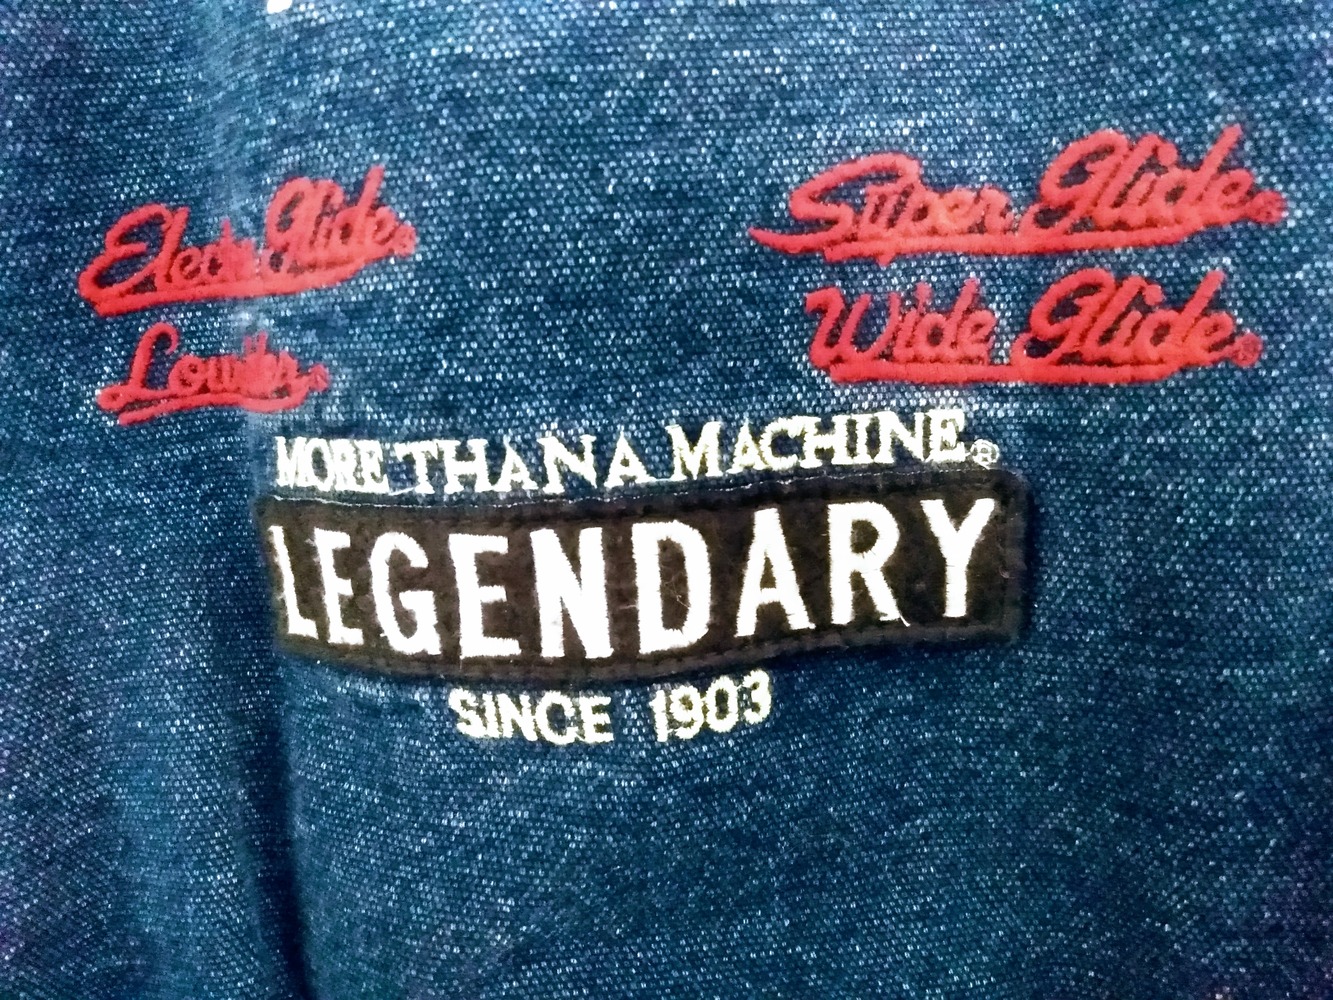 Electra Glide®
Super Glide®
Low Rider®
Wide Glide®
MORE THAN A MACHINE®
LEGENDARY
SINCE 1903